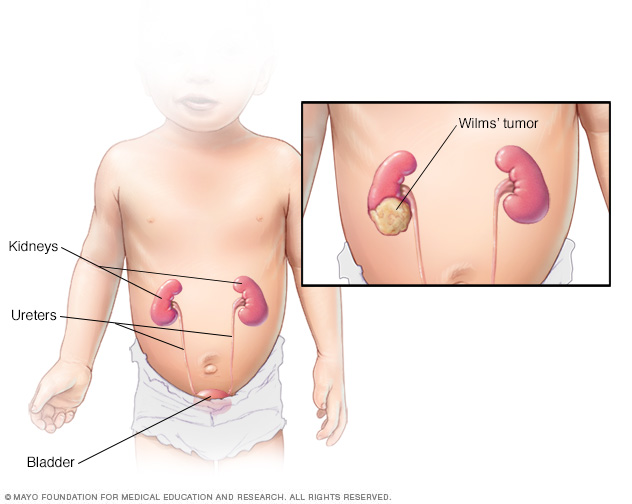 Wilms' tumor
Kidneys
Ureters
Bladder
© MAYO FOUNDATION FOR MEDICAL EDUCATION AND RESEARCH. ALL RIGHTS RESERVED.